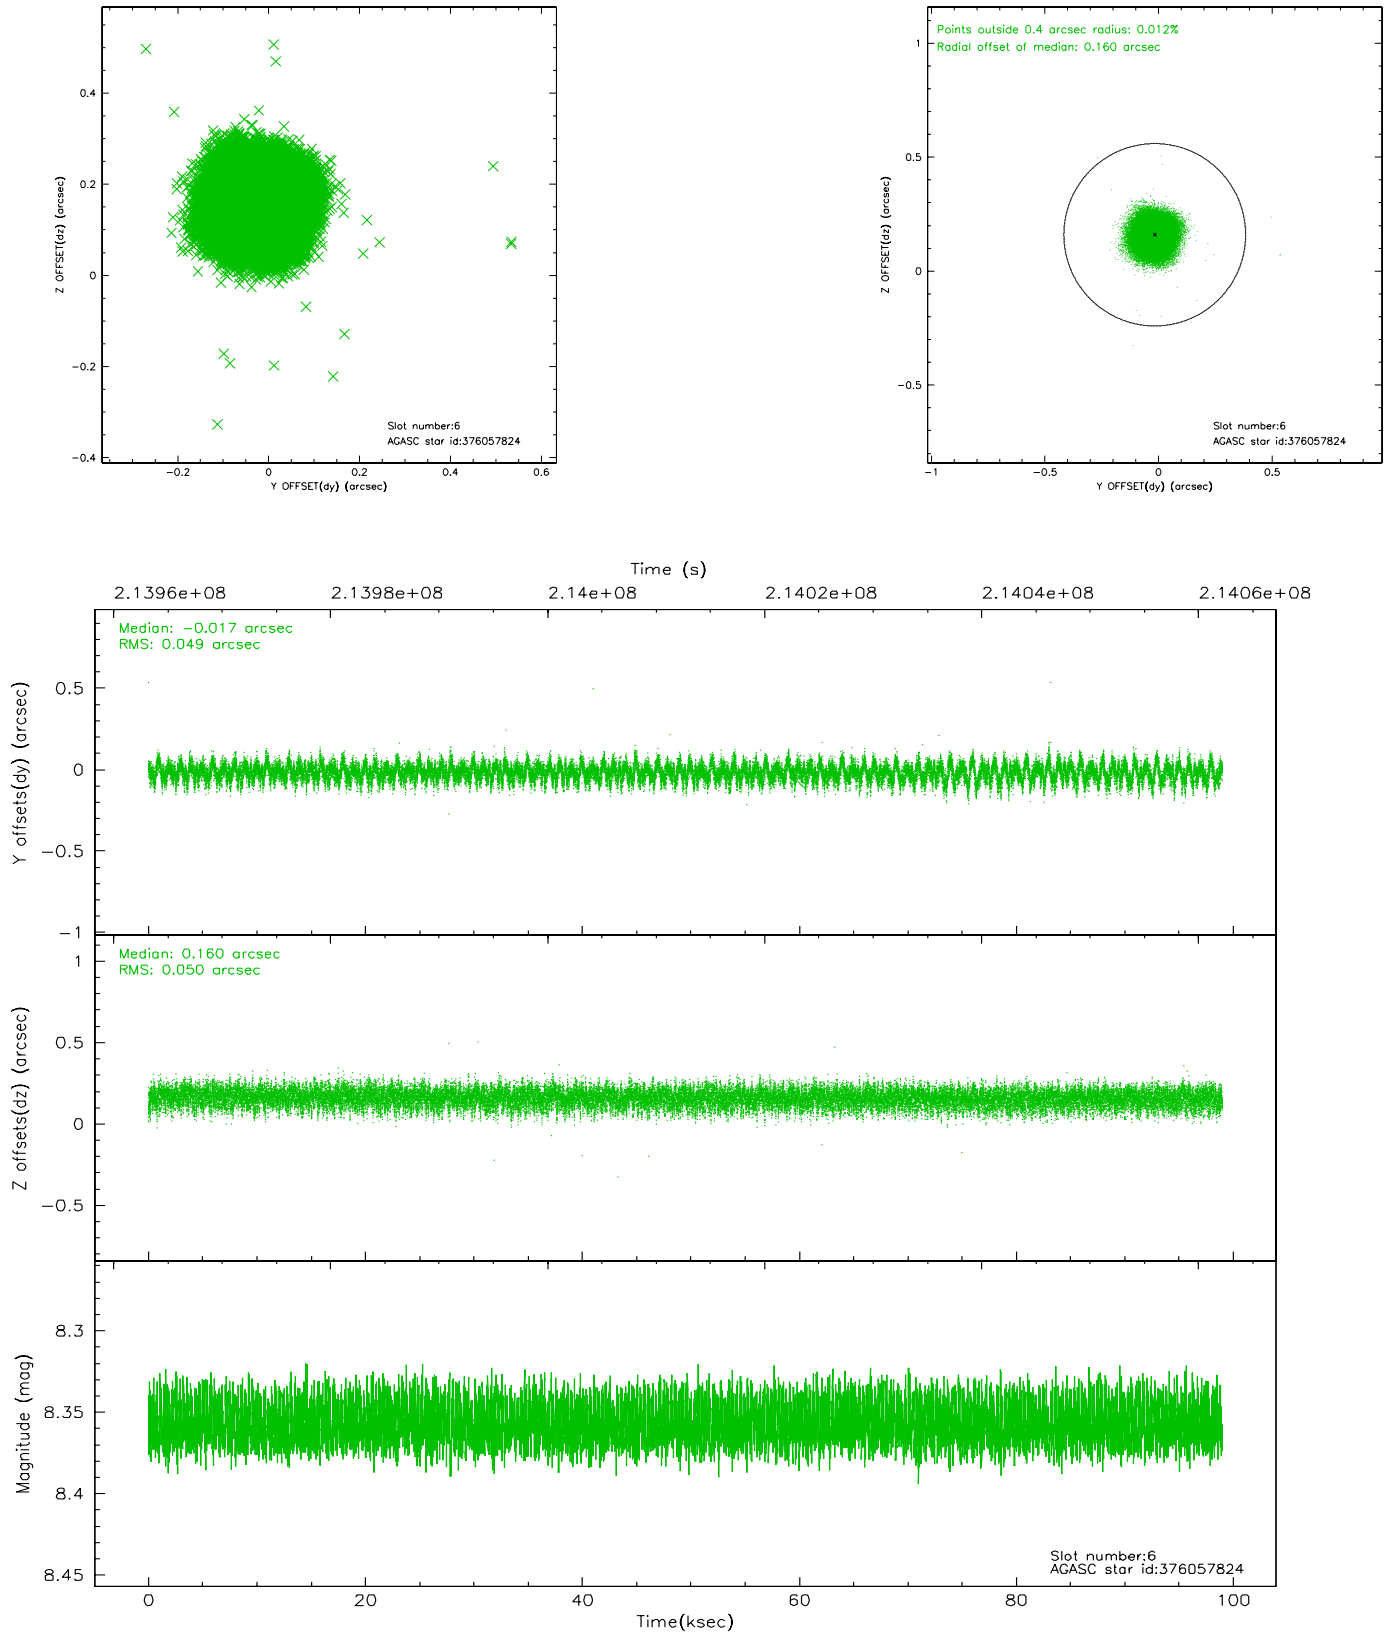 0.4
0.2
0
−0.2
−0.4
Z OFFSET(dz) (arcsec)
Slot number:6
AGASC star id:376057824
−0.2 0 0.2 0.4 0.6
Y OFFSET(dy) (arcsec)
Points outside 0.4 arcsec radius: 0.012%
Radial offset of median: 0.160 arcsec
1
0.5
0
−0.5
Z OFFSET(dz) (arcsec)
Slot number:6
AGASC star id:376057824
−1 −0.5 0 0.5
Y OFFSET(dy) (arcsec)
Time (s)
2.1396e+08 2.1398e+08 2.14e+08 2.1402e+08 2.1404e+08 2.1406e+08
Median: −0.017 arcsec
RMS: 0.049 arcsec
0.5
0
−0.5
−1
Y offsets(dy) (arcsec)
Median: 0.160 arcsec
RMS: 0.050 arcsec
1
0.5
0
−0.5
Z offsets(dz) (arcsec)
8.3
8.35
8.4
8.45
Magnitude (mag)
Slot number:6
AGASC star id:376057824
0 20 40 60 80 100
Time(ksec)